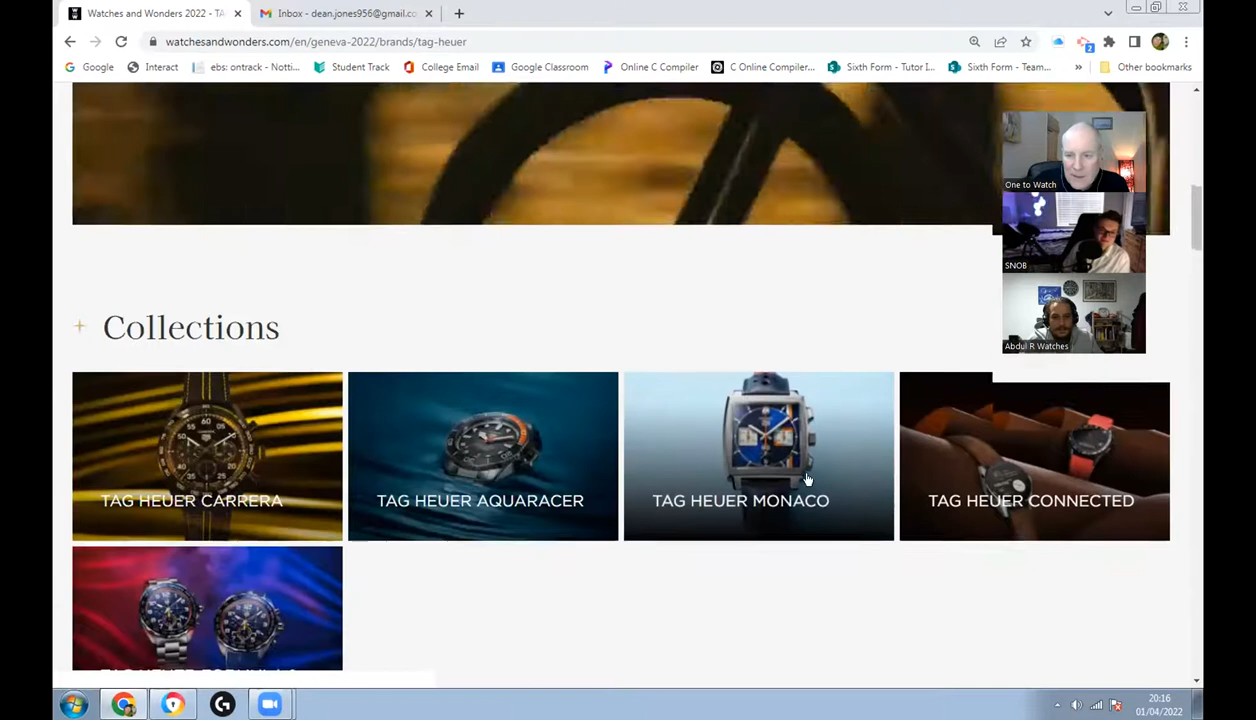 Watches and Wonders 2022 - TA
Inbox - dean.jones956@gmail.co
watchesandwonders.com/en/geneva-2022/brands/tag-heuer
2
Google
Interact
ebs: ontrack - Notti...
Student Track
College Email
Google Classroom
Online C Compiler
C Online Compiler...
Sixth Form - Tutor I...
Sixth Form - Team...
»
Other bookmarks
One to Watch
SNOB
Abdul R Watches
+ Collections
TAG HEUER CARRERA
TAG HEUER AQUARACER
TAG HEUER MONACO
TAG HEUER CONNECTED
20:16
01/04/2022